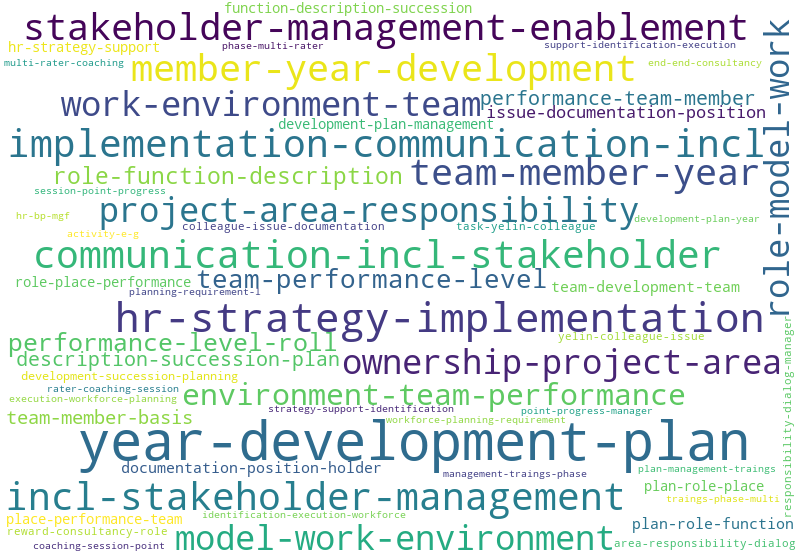 function-description-succession
stakeholder-management-enablement
hr-strategy-support
phase-multi-rater
support-identification-execution
multi-rater-coaching
member-year-development
end-end-consultancy
role-model-work
work-environment-team
performance-team-member
issue-documentation-position
development-plan-management
implementation-communication-incl
role-function-description
team-member-year
session-point-progress
project-area-responsibility
hr-bp-mgf
development-plan-year
colleague-issue-documentation
task-yelin-colleague
activity-e-g
communication-incl-stakeholder
role-place-performance
team-performance-level
team-development-team
planning-requirement-l
hr-strategy-implementation
responsibility-dialog-manager
performance-level-roll
yelin-colleague-issue
description-succession-plan
ownership-project-area
development-succession-planning
rater-coaching-session
environment-team-performance
execution-workforce-planning
team-member-basis
strategy-support-identification
point-progress-manager
workforce-planning-requirement
year-development-plan
documentation-position-holder
management-traings-phase
plan-management-traings
incl-stakeholder-management
plan-role-place
traings-phase-multi
place-performance-team
identification-execution-workforce
plan-role-function
reward-consultancy-role
model-work-environment
coaching-session-point
area-responsibility-dialog